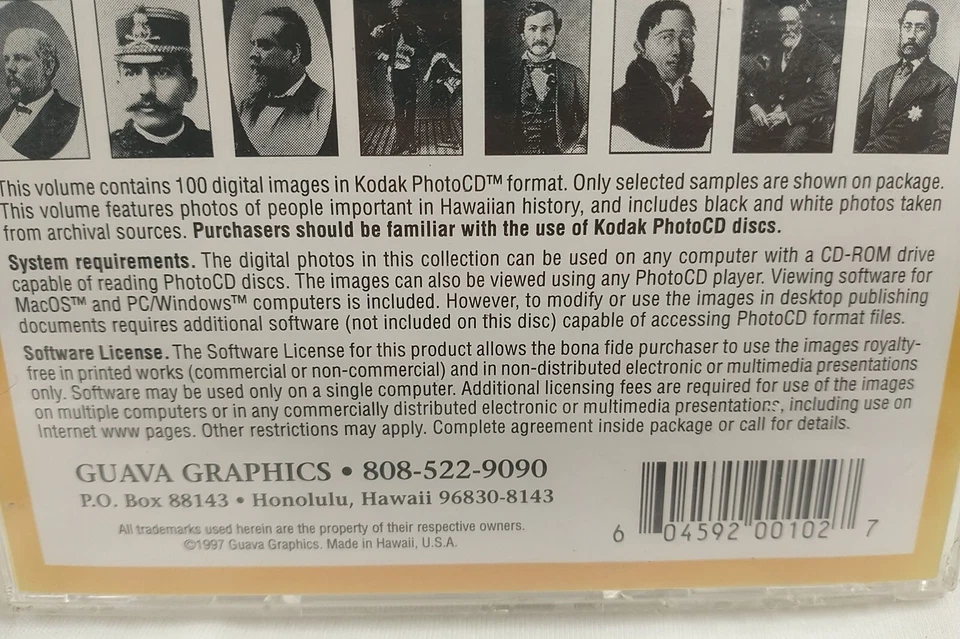 This volume contains 100 digital images in Kodak PhotoCD™ format. Only selected samples are shown on package.
This volume features photos of people important in Hawaiian history, and includes black and white photos taken
from archival sources. Purchasers should be familiar with the use of Kodak PhotoCD discs.
System requirements. The digital photos in this collection can be used on any computer with a CD-ROM drive
capable of reading PhotoCD discs. The images can also be viewed using any PhotoCD player. Viewing software for
MacOS™ and PC/Windows™ computers is included. However, to modify or use the images in desktop publishing
documents requires additional software (not included on this disc) capable of accessing PhotoCD format files.
Software License. The Software License for this product allows the bona fide purchaser to use the images royalty-
free in printed works (commercial or non-commercial) and in non-distributed electronic or multimedia presentations
only. Software may be used only on a single computer. Additional licensing fees are required for use of the images
on multiple computers or in any commercially distributed electronic or multimedia presentations, including use on
Internet www pages. Other restrictions may apply. Complete agreement inside package or call for details.
GUAVA GRAPHICS • 808-522-9090
P.O. Box 88143 • Honolulu, Hawaii 96830-8143
All trademarks used herein are the property of their respective owners.
©1997 Guava Graphics. Made in Hawaii, U.S.A.
6 04592 00102 7